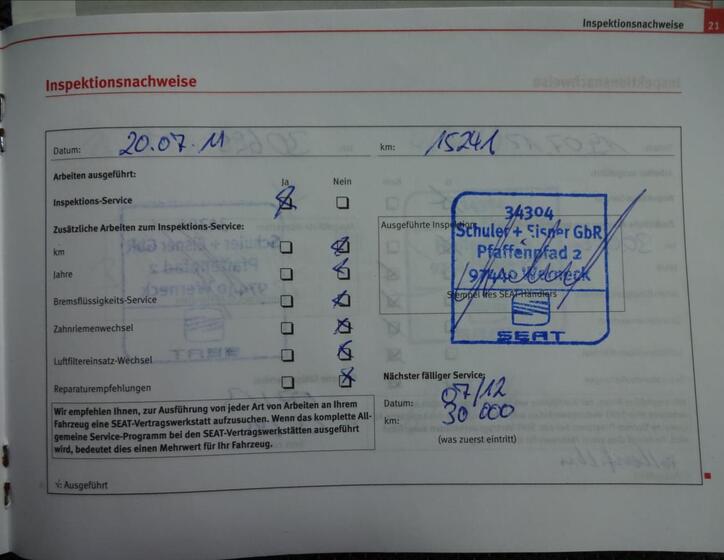 Inspektionsnachweise 21
Inspektionsnachweise
Datum: 20.07.11 km: 15241
Arbeiten ausgeführt:
Ja Nein
Inspektions-Service
Zusätzliche Arbeiten zum Inspektions-Service:
km
Jahre
Bremsflüssigkeits-Service
Zahnriemenwechsel
Luftfiltereinsatz-Wechsel
Reparaturempfehlungen
Wir empfehlen Ihnen, zur Ausführung von jeder Art von Arbeiten an Ihrem
Fahrzeug eine SEAT-Vertragswerkstatt aufzusuchen. Wenn das komplette All-
gemeine Service-Programm bei den SEAT-Vertragswerkstätten ausgeführt
wird, bedeutet dies einen Mehrwert für Ihr Fahrzeug.
√: Ausgeführt
Ausgeführte Inspektion
34304
Schuler + Eisner GbR
Pfaffenpfad 2
97440 Werneck
Stempel des SEAT-Händlers
SEAT
Nächster fälliger Service:
Datum: 07/12
km: 30 000
(was zuerst eintritt)